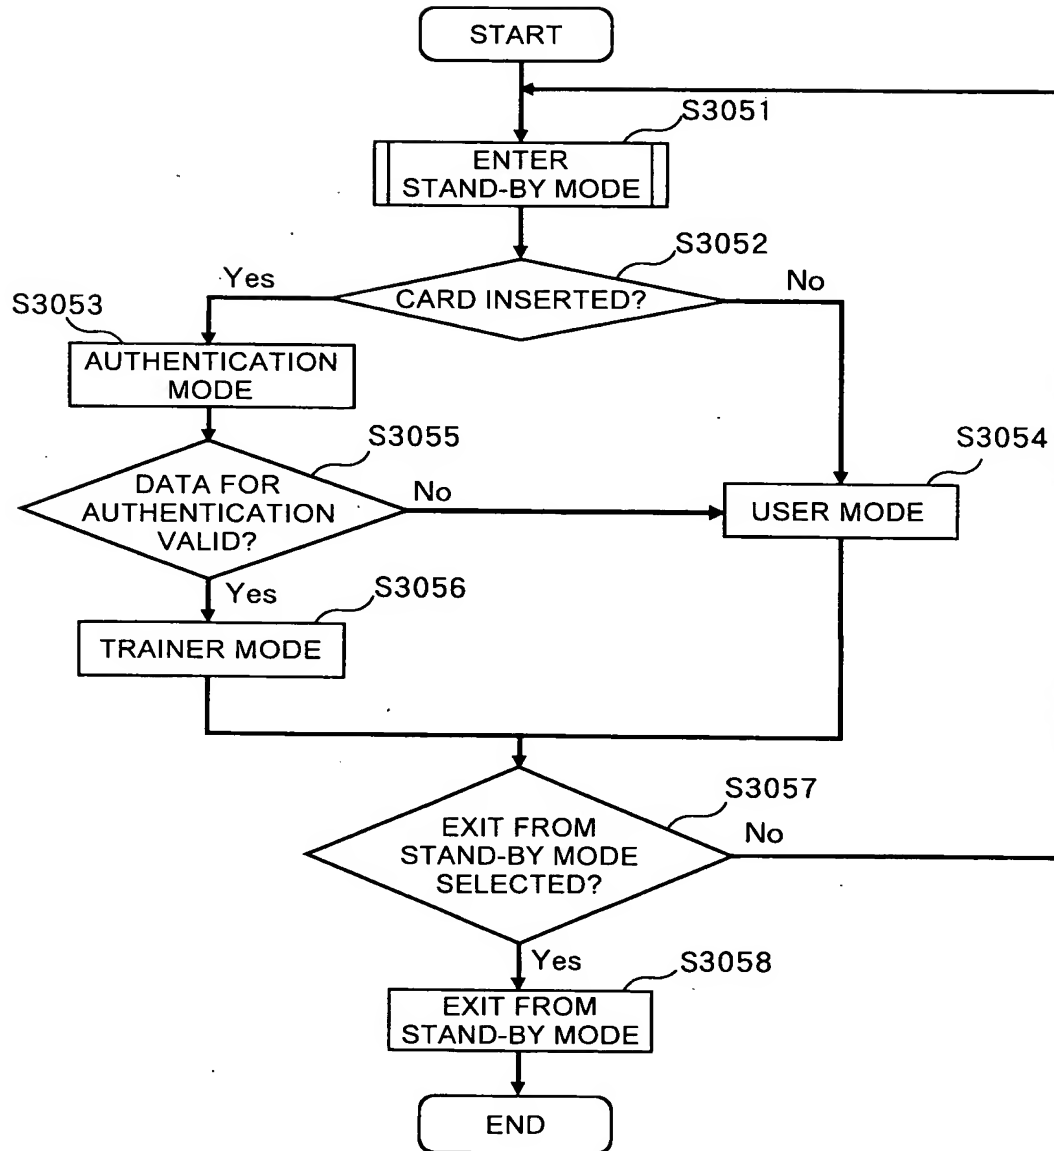 START
S3051
ENTER
STAND-BY MODE
S3052
Yes
CARD INSERTED?
No
S3053
AUTHENTICATION
MODE
S3055
S3054
DATA FOR
AUTHENTICATION
VALID?
No
USER MODE
Yes
S3056
TRAINER MODE
S3057
EXIT FROM
STAND-BY MODE
SELECTED?
No
Yes
S3058
EXIT FROM
STAND-BY MODE
END